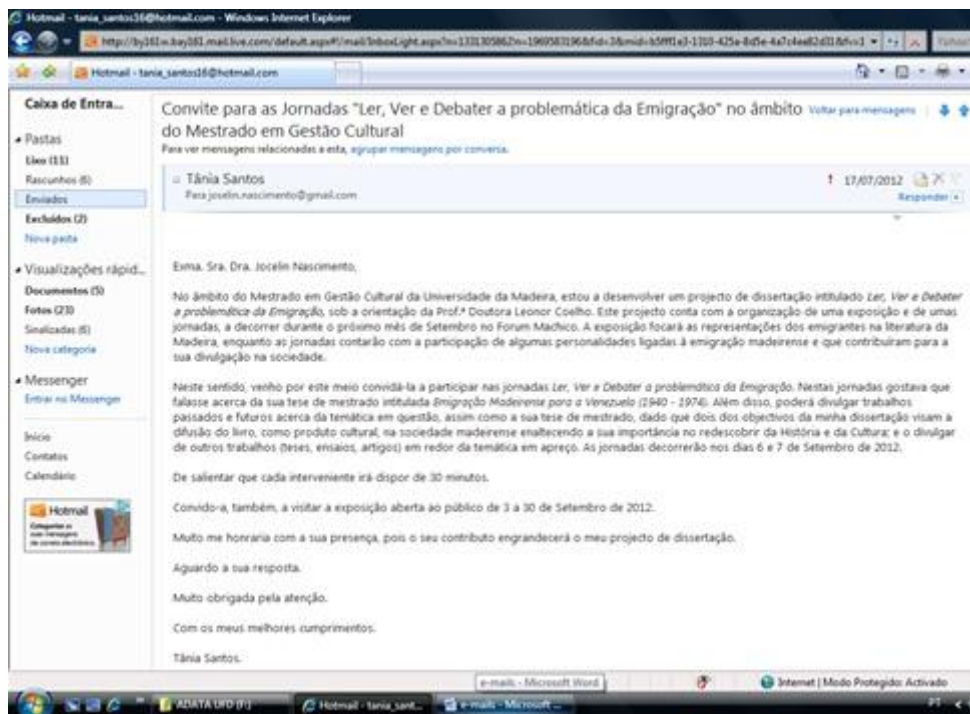 Hotmail - tania_santos16@hotmail.com - Windows Internet Explorer
Hotmail - tania_santos16@hotmail.com
Caixa de Entra...
Pastas
Lixo (11)
Rascunhos (6)
Enviados
Excluídos (2)
Nova pasta
Visualizações rápid...
Documentos (5)
Fotos (23)
Sinalizadas (6)
Nova categoria
Messenger
Entrar no Messenger
Início
Contatos
Calendário
Hotmail
Convite para as Jornadas "Ler, Ver e Debater a problemática da Emigração" no âmbito
do Mestrado em Gestão Cultural
Voltar para mensagens
Para ver mensagens relacionadas a esta, agrupar mensagens por conversa.
Tânia Santos
Para joselin.nascimento@gmail.com
17/07/2012
Responder
Exma. Sra. Dra. Jocelin Nascimento,
No âmbito do Mestrado em Gestão Cultural da Universidade da Madeira, estou a desenvolver um projecto de dissertação intitulado Ler, Ver e Debater
a problemática da Emigração, sob a orientação da Prof.ª Doutora Leonor Coelho. Este projecto conta com a organização de uma exposição e de umas
jornadas, a decorrer durante o próximo mês de Setembro no Forum Machico. A exposição focará as representações dos emigrantes na literatura da
Madeira, enquanto as jornadas contarão com a participação de algumas personalidades ligadas à emigração madeirense e que contribuíram para a
sua divulgação na sociedade.
Neste sentido, venho por este meio convidá-la a participar nas jornadas Ler, Ver e Debater a problemática da Emigração. Nestas jornadas gostava que
falasse acerca da sua tese de mestrado intitulada Emigração Madeirense para a Venezuela (1940 - 1974). Além disso, poderá divulgar trabalhos
passados e futuros acerca da temática em questão, assim como a sua tese de mestrado, dado que dois dos objectivos da minha dissertação visam a
difusão do livro, como produto cultural, na sociedade madeirense enaltecendo a sua importância no redescobrir da História e da Cultura; e o divulgar
de outros trabalhos (teses, ensaios, artigos) em redor da temática em apreço. As jornadas decorrerão nos dias 6 e 7 de Setembro de 2012.
De salientar que cada interveniente irá dispor de 30 minutos.
Convido-a, também, a visitar a exposição aberta ao público de 3 a 30 de Setembro de 2012.
Muito me honraria com a sua presença, pois o seu contributo engrandecerá o meu projecto de dissertação.
Aguardo a sua resposta.
Muito obrigada pela atenção.
Com os meus melhores cumprimentos.
Tânia Santos.
e-mails - Microsoft Word
Internet | Modo Protegido: Activado
ADATA UFD (F:)
Hotmail - tania_sant...
e-mails - Microsoft ...
PT